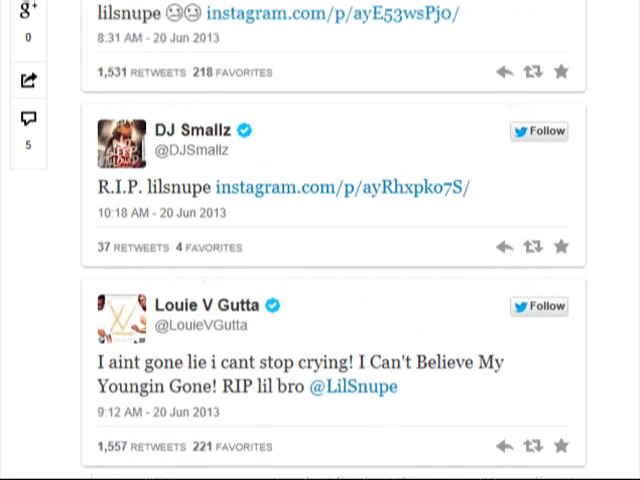 g+
lilsnupe instagram.com/p/ayE53wsPjo/
0
8:31 AM - 20 Jun 2013
1,531 RETWEETS 218 FAVORITES
5
DJ Smallz
Follow
@DJSmallz
R.I.P. lilsnupe instagram.com/p/ayRhxpko7S/
10:18 AM - 20 Jun 2013
37 RETWEETS 4 FAVORITES
Louie V Gutta
Follow
@LouieVGutta
I aint gone lie i cant stop crying! I Can't Believe My
Youngin Gone! RIP lil bro @LilSnupe
9:12 AM - 20 Jun 2013
1,557 RETWEETS 221 FAVORITES